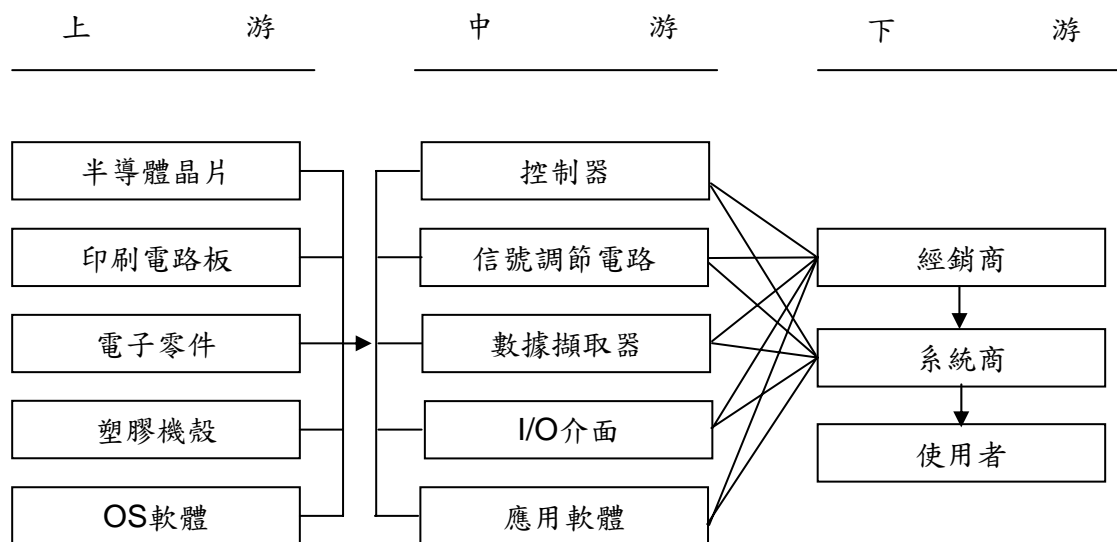 上游
中游
下游
半導體晶片
控制器
印刷電路板
信號調節電路
經銷商
電子零件
數據擷取器
系統商
塑膠機殼
I/O介面
使用者
OS軟體
應用軟體